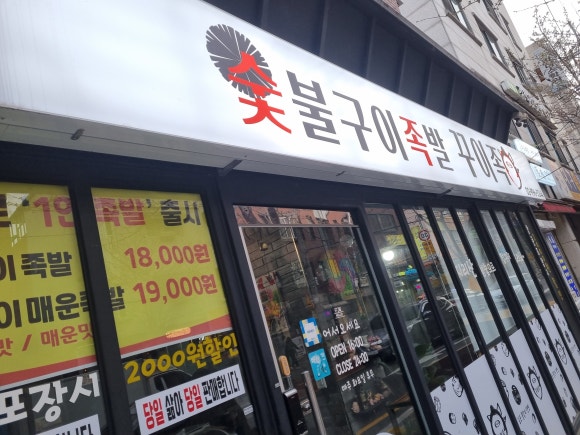 숯불구이족발 꾸이족
1인 족발' 출시
이 족발 18,000원
이 매운족발 19,000원
맛 / 매운맛
포장시 2000원할인
당일 삶아 당일 판매합니다
어서오세요
OPEN 16:00
CLOSE 24:00